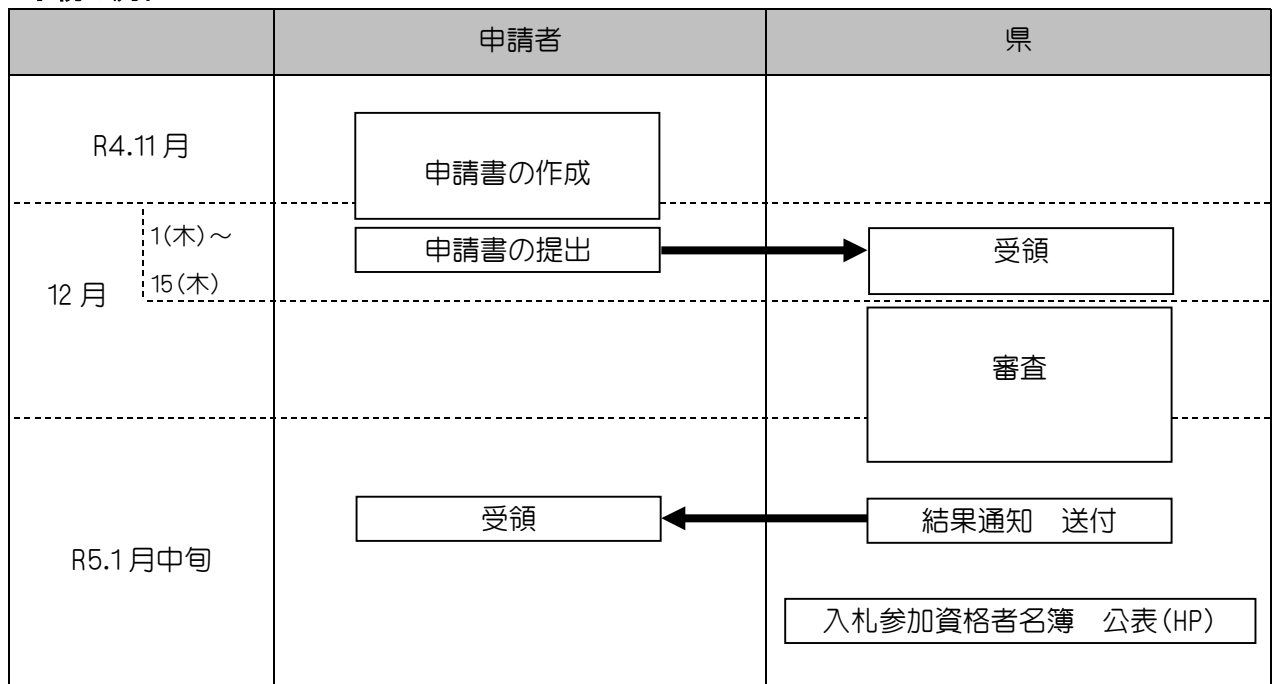 申請者
県
R4.11月
申請書の作成
12月
1(木)～
15(木)
申請書の提出
受領
審査
R5.1月中旬
受領
結果通知　送付
入札参加資格者名簿　公表(HP)